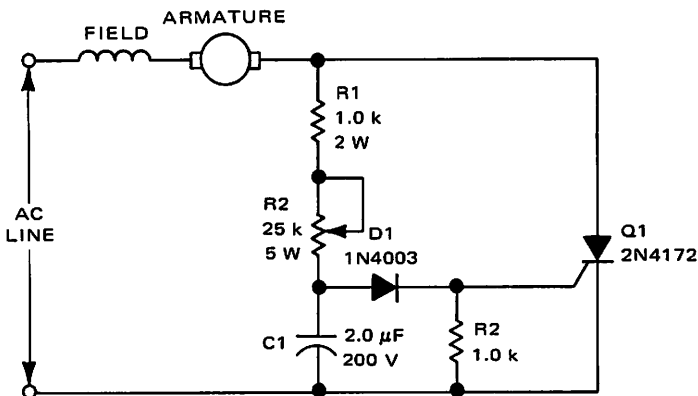 FIELD
ARMATURE
R1
1.0 k
2 W
AC
LINE
R2
25 k
5 W
D1
1N4003
Q1
2N4172
C1
2.0 µF
200 V
R2
1.0 k